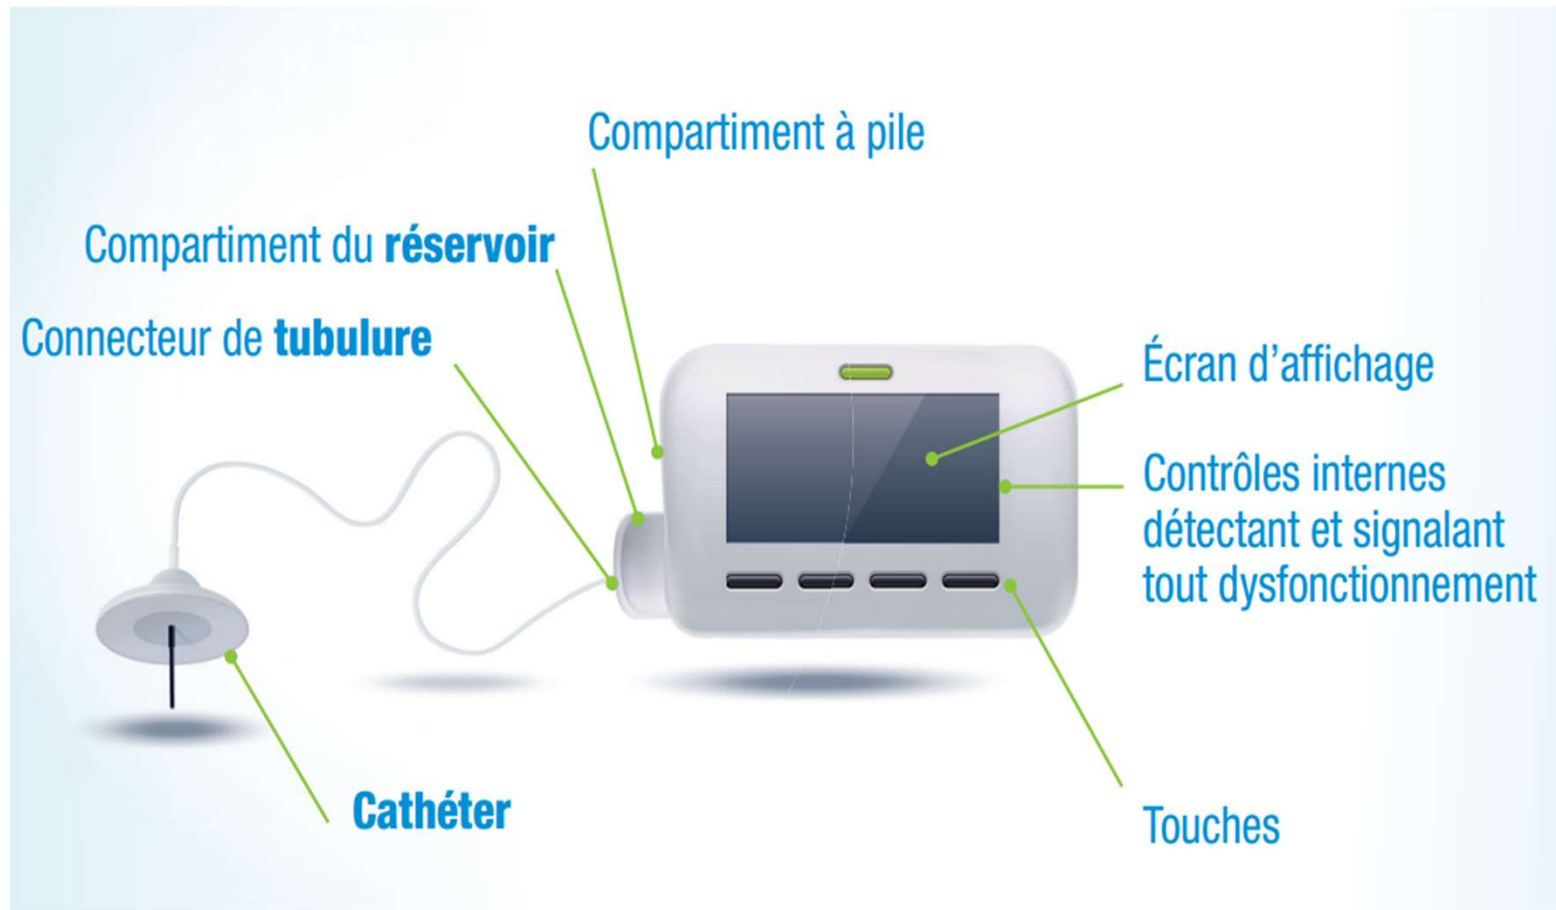 Compartiment à pile
Compartiment du réservoir
Connecteur de tubulure
Écran d’affichage
Contrôles internes
détectant et signalant
tout dysfonctionnement
Cathéter
Touches